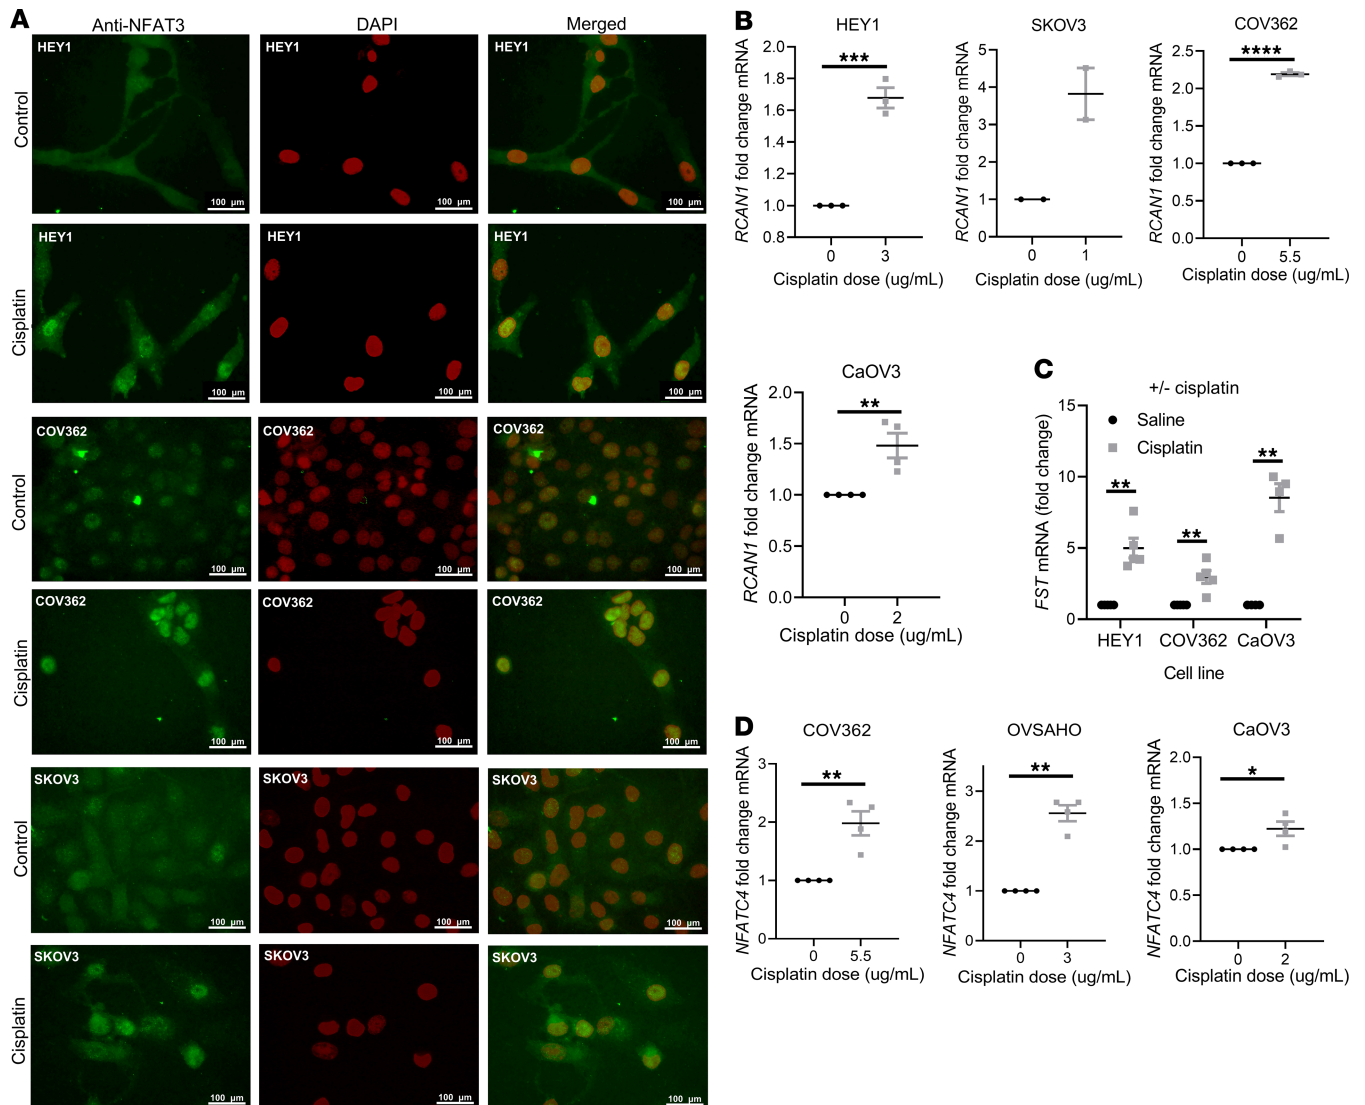 A
Anti-NFAT3
DAPI
Merged
Control
HEY1
100 µm
HEY1
100 µm
HEY1
100 µm
Cisplatin
HEY1
100 µm
HEY1
100 µm
HEY1
100 µm
Control
COV362
100 µm
COV362
100 µm
COV362
100 µm
Cisplatin
COV362
100 µm
COV362
100 µm
COV362
100 µm
Control
SKOV3
100 µm
SKOV3
100 µm
SKOV3
100 µm
Cisplatin
SKOV3
100 µm
SKOV3
100 µm
SKOV3
100 µm
B
HEY1
RCAN1 fold change mRNA
2.0
1.8
1.6
1.4
1.2
1.0
0.8
***
0 3
Cisplatin dose (ug/mL)
SKOV3
RCAN1 fold change mRNA
5
4
2
1
0
0 1
Cisplatin dose (ug/mL)
COV362
RCAN1 fold change mRNA
2.5
2.0
1.5
1.0
0.5
0.0
****
0 5.5
Cisplatin dose (ug/mL)
CaOV3
RCAN1 fold change mRNA
2.0
1.5
1.0
0.5
0.0
**
0 2
Cisplatin dose (ug/mL)
C
+/- cisplatin
FST mRNA (fold change)
15
10
5
0
Saline
Cisplatin
**
**
**
HEY1 COV362 CaOV3
Cell line
D
COV362
NFATC4 fold change mRNA
3
2
1
0
**
0 5.5
Cisplatin dose (ug/mL)
OVSAHO
NFATC4 fold change mRNA
3
2
1
0
**
0 3
Cisplatin dose (ug/mL)
CaOV3
NFATC4 fold change mRNA
2.0
1.5
1.0
0.5
0.0
*
0 2
Cisplatin dose (ug/mL)